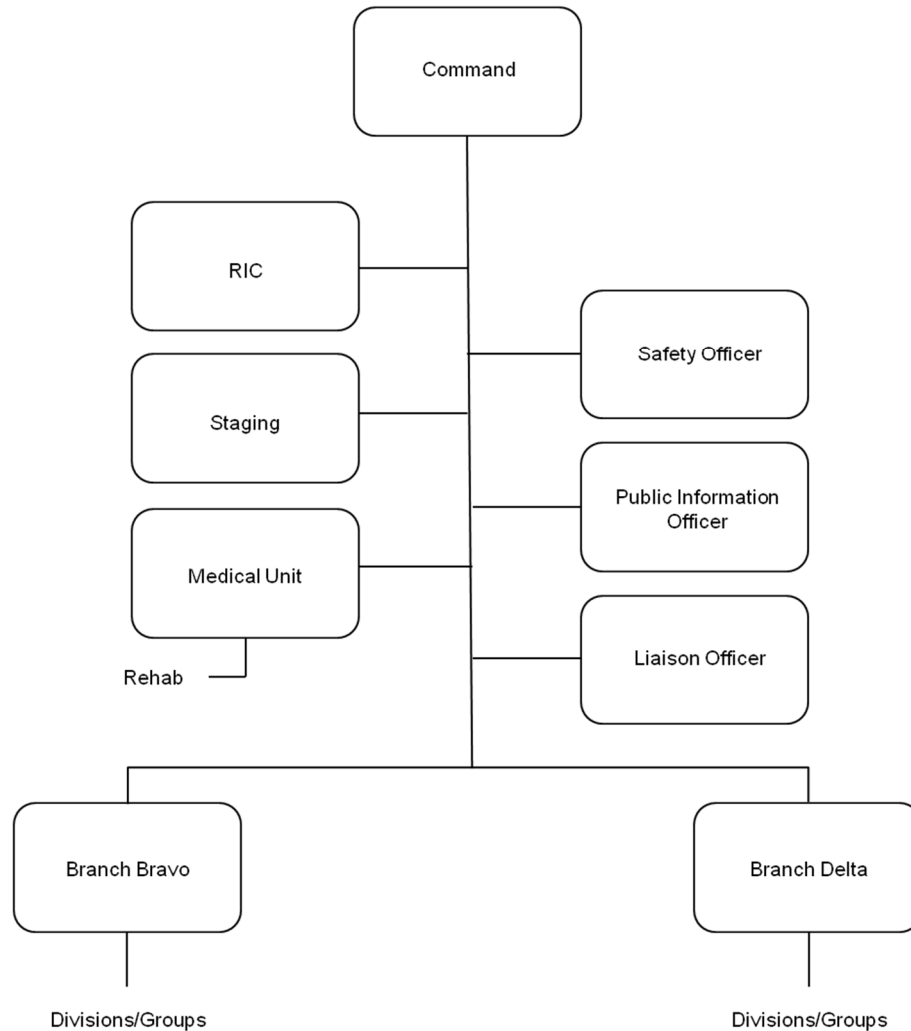 Command
RIC
Safety Officer
Staging
Public Information
Officer
Medical Unit
Liaison Officer
Rehab
Branch Bravo
Branch Delta
Divisions/Groups
Divisions/Groups